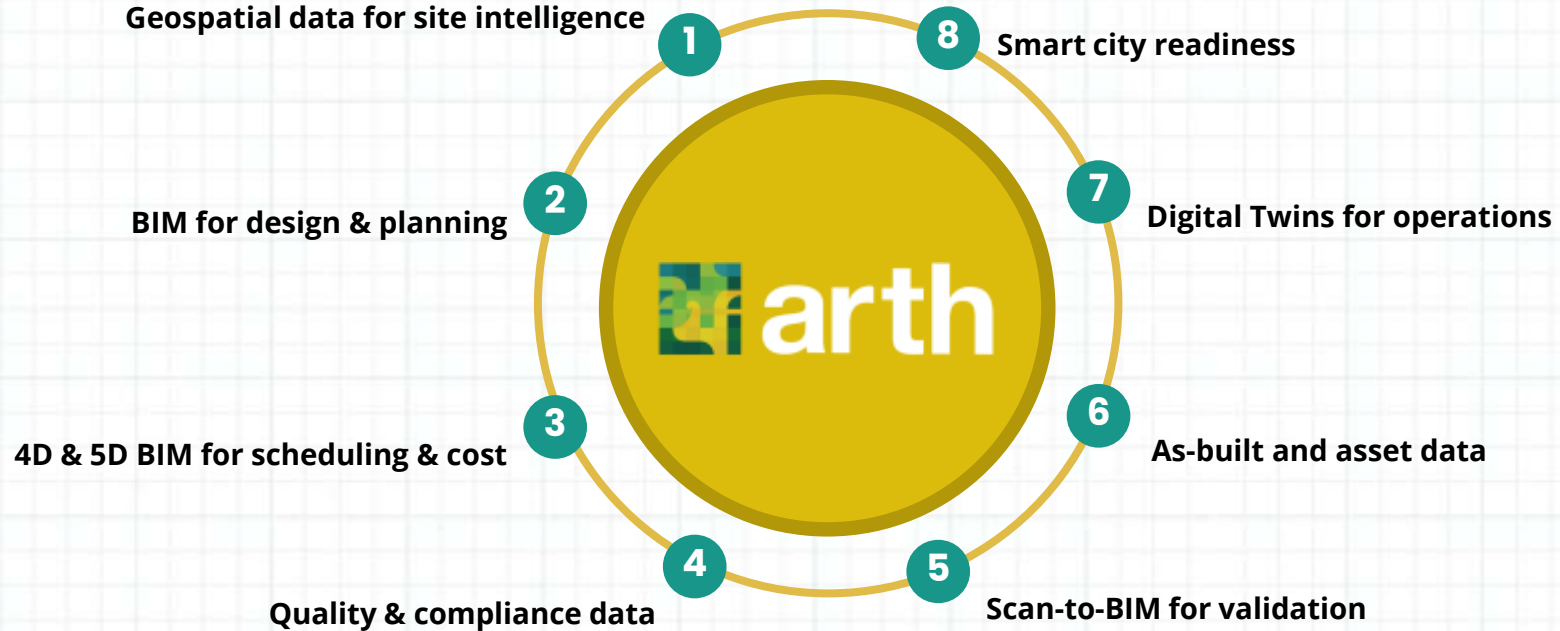 Geospatial data for site intelligence
1
8
Smart city readiness
2
BIM for design & planning
7
Digital Twins for operations
arth
3
4D & 5D BIM for scheduling & cost
6
As-built and asset data
4
Quality & compliance data
5
Scan-to-BIM for validation